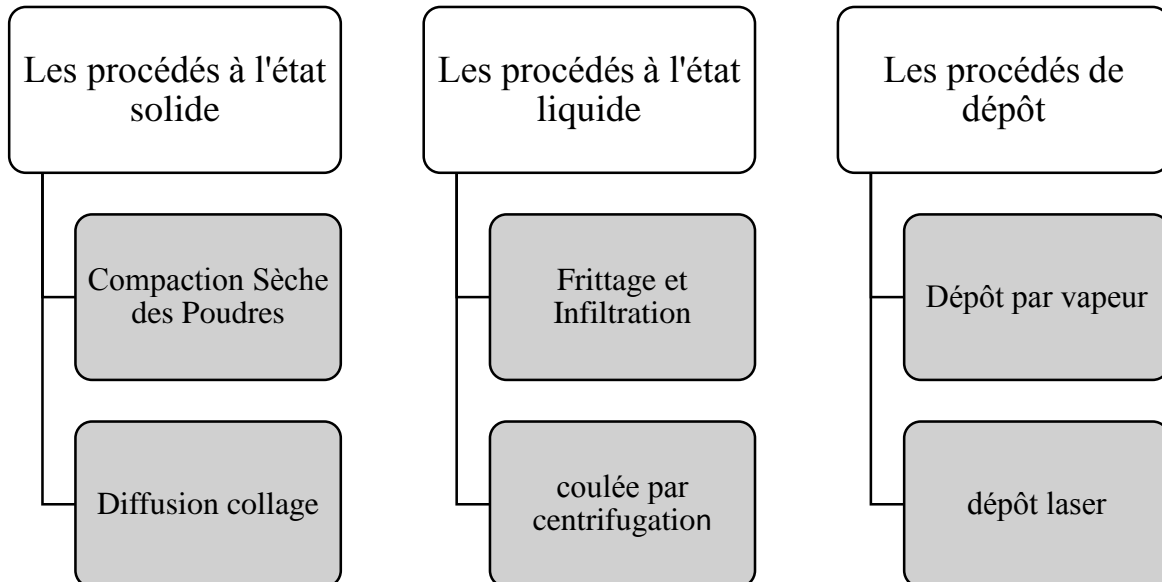 Les procédés à l'état
solide
Compaction Sèche
des Poudres
Diffusion collage
Les procédés à l'état
liquide
Frittage et
Infiltration
coulée par
centrifugation
Les procédés de
dépôt
Dépôt par vapeur
dépôt laser